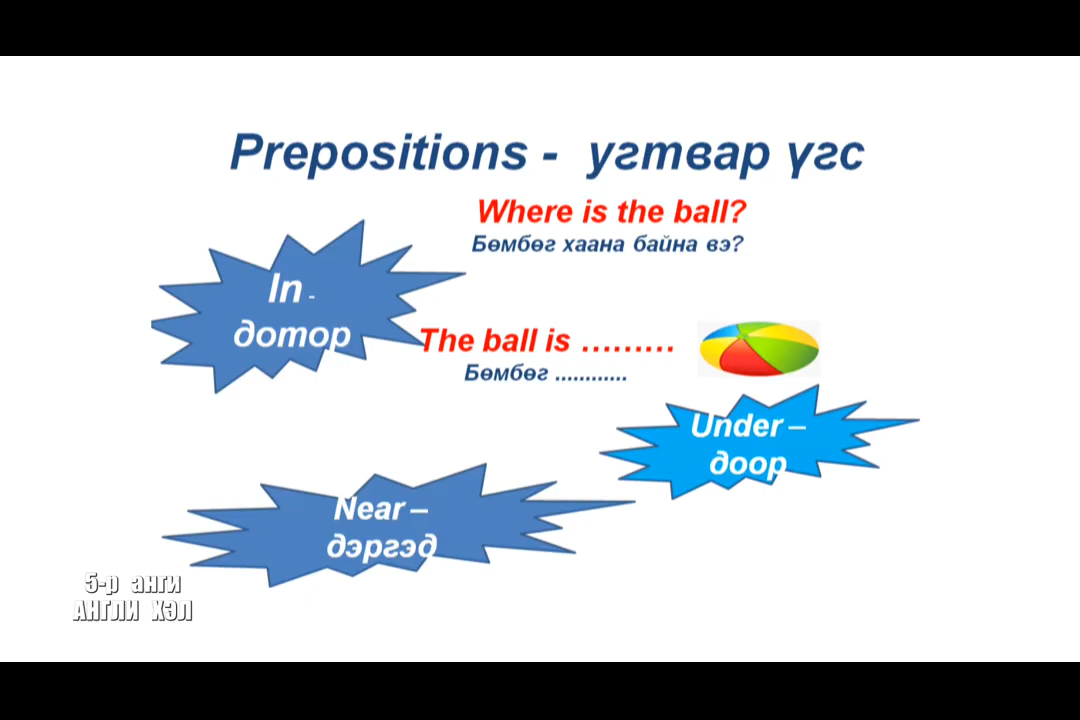 Prepositions - угтвар үгс
Where is the ball?
Бөмбөг хаана байна вэ?
In -
дотор
The ball is .........
Бөмбөг ............
Under –
доор
Near –
дэргэд
5-р анги
АНГЛИ ХЭЛ